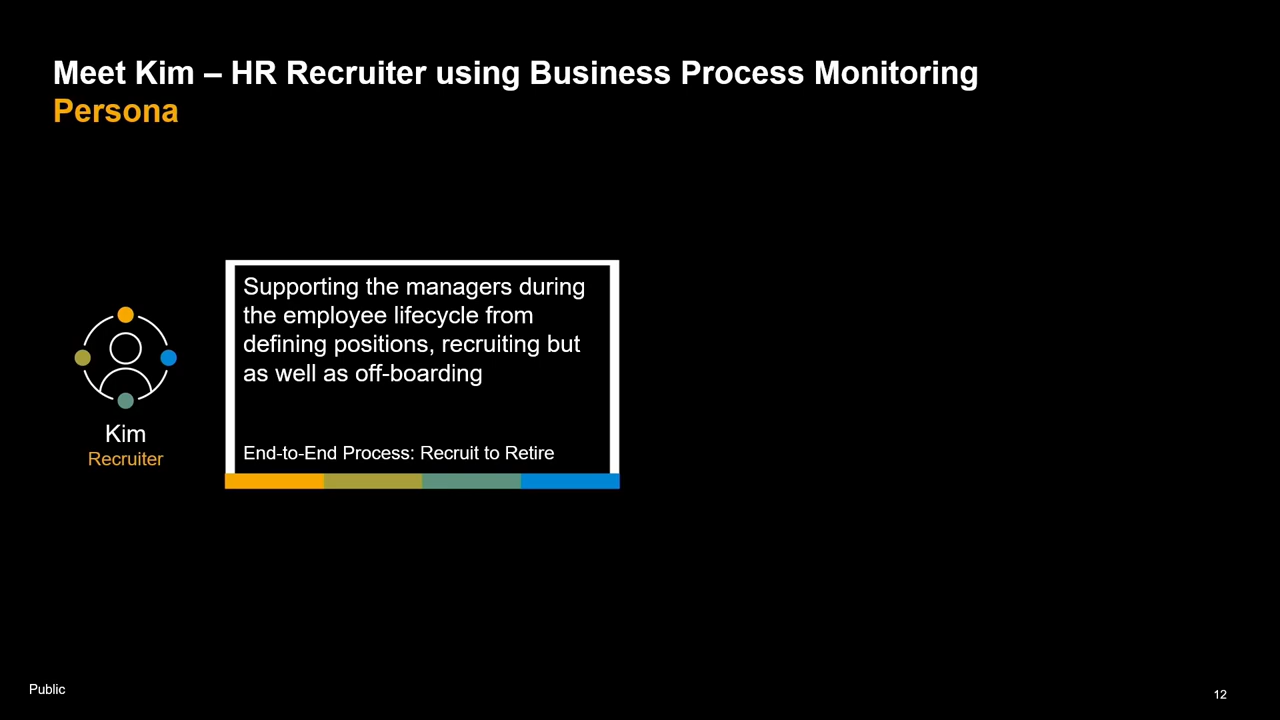 Meet Kim – HR Recruiter using Business Process Monitoring
Persona
Supporting the managers during
the employee lifecycle from
defining positions, recruiting but
as well as off-boarding
End-to-End Process: Recruit to Retire
Kim
Recruiter
Public
12